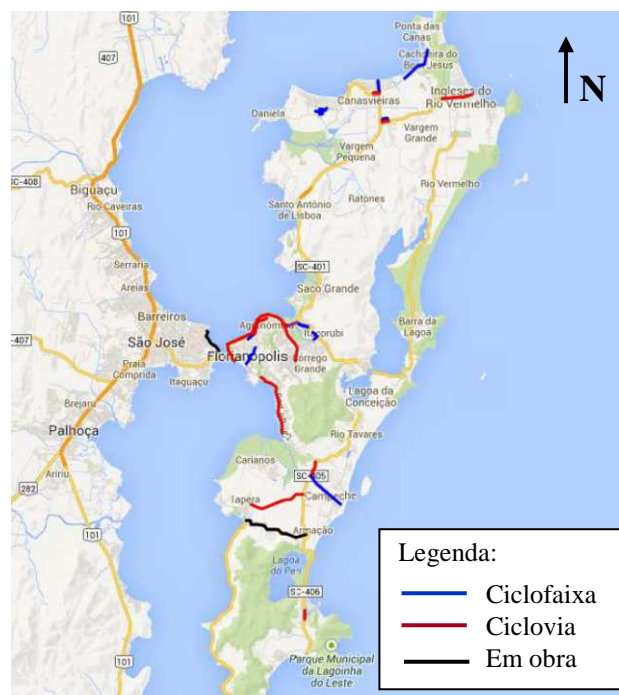 Ponta das
Canas
Cachoeira do
Bom Jesus
N
407
Daniela
Canasvieiras
Ingleses do
Rio Vermelho
101
Vargem
Grande
Vargem
Pequena
SC-408
Biguaçu
Rio Caveiras
Ratones
Rio Vermelho
Santo Antônio
de Lisboa
101
Serraria
SC-401
Areias
Saco Grande
Barreiros
Barra da
Lagoa
Itacorubi
São José
Florianópolis
Córrego
Grande
-407
Praia
Comprida
Itaguaçu
Lagoa da
Conceição
Brejaru
Palhoça
Rio Tavares
Carianos
Aririu
SC-405
282
Tapera
Campeche
Armação
Lagoa
do Peri
SC-406
101
Parque Municipal
da Lagoinha
do Leste
101
Legenda:
Ciclofaixa
Ciclovia
Em obra